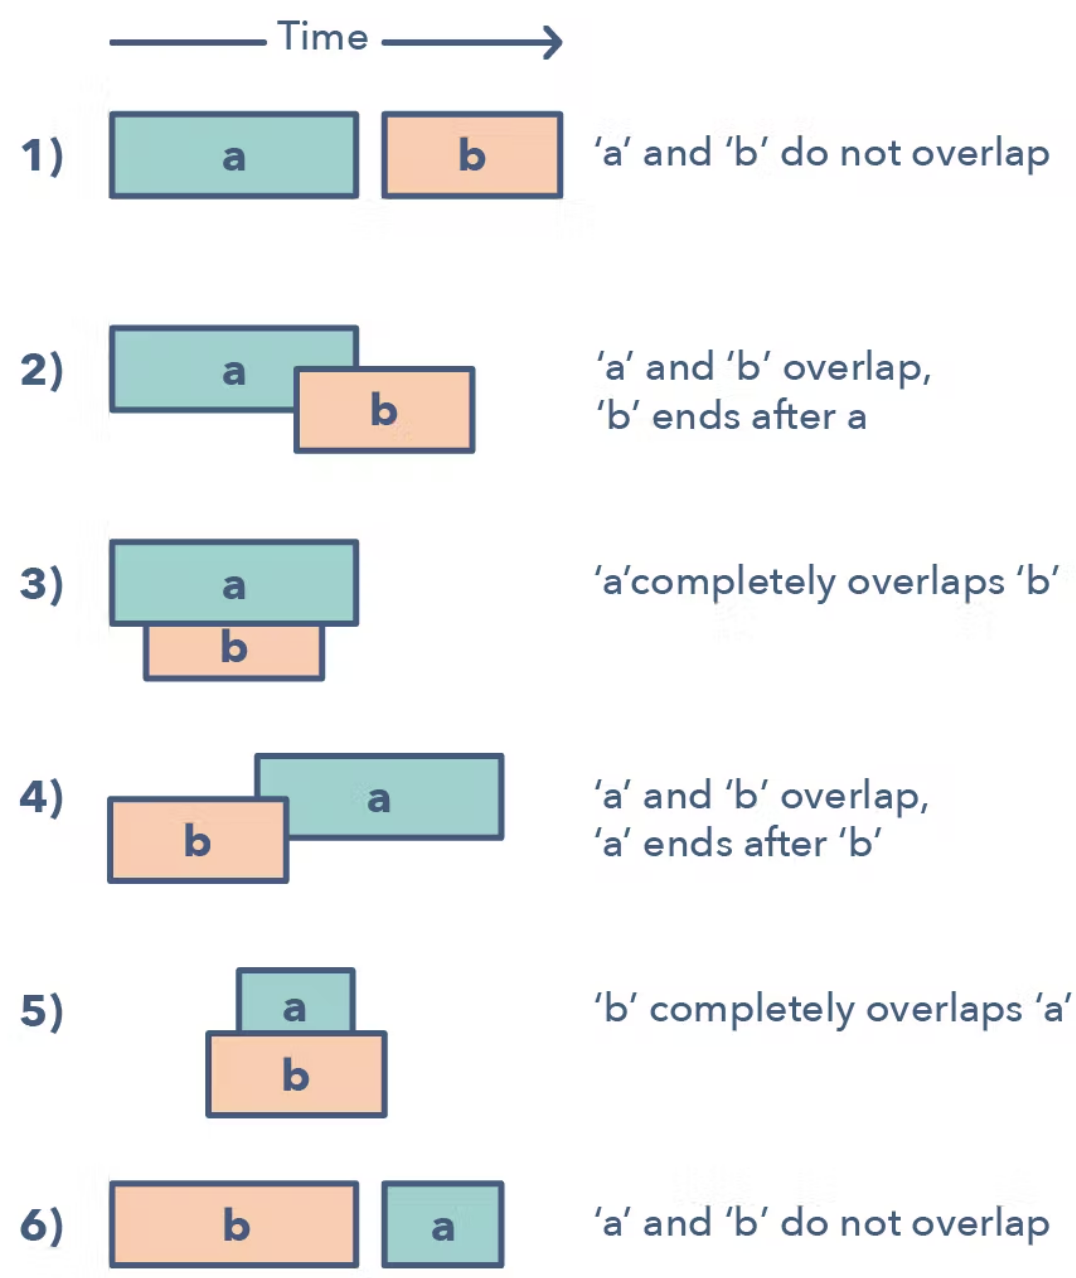 Time
1)
a
b
‘a’ and ‘b’ do not overlap
2)
a
b
‘a’ and ‘b’ overlap,
‘b’ ends after a
3)
a
b
‘a’completely overlaps ‘b’
4)
a
b
‘a’ and ‘b’ overlap,
‘a’ ends after ‘b’
5)
a
b
‘b’ completely overlaps ‘a’
6)
b
a
‘a’ and ‘b’ do not overlap